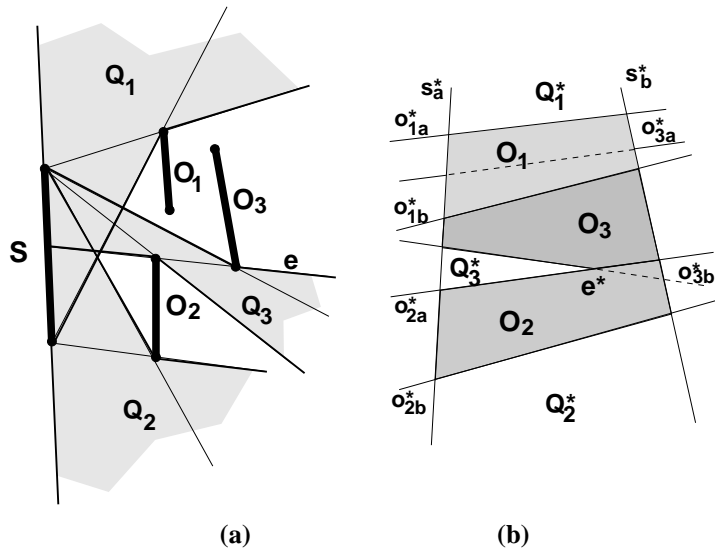 Q1
O1
O3
S
e
O2
Q3
Q2
(a)
s*a
Q*1
s*b
o*1a
o*3a
O1
o*1b
O3
Q*3
e*
o*3b
o*2a
O2
o*2b
Q*2
(b)